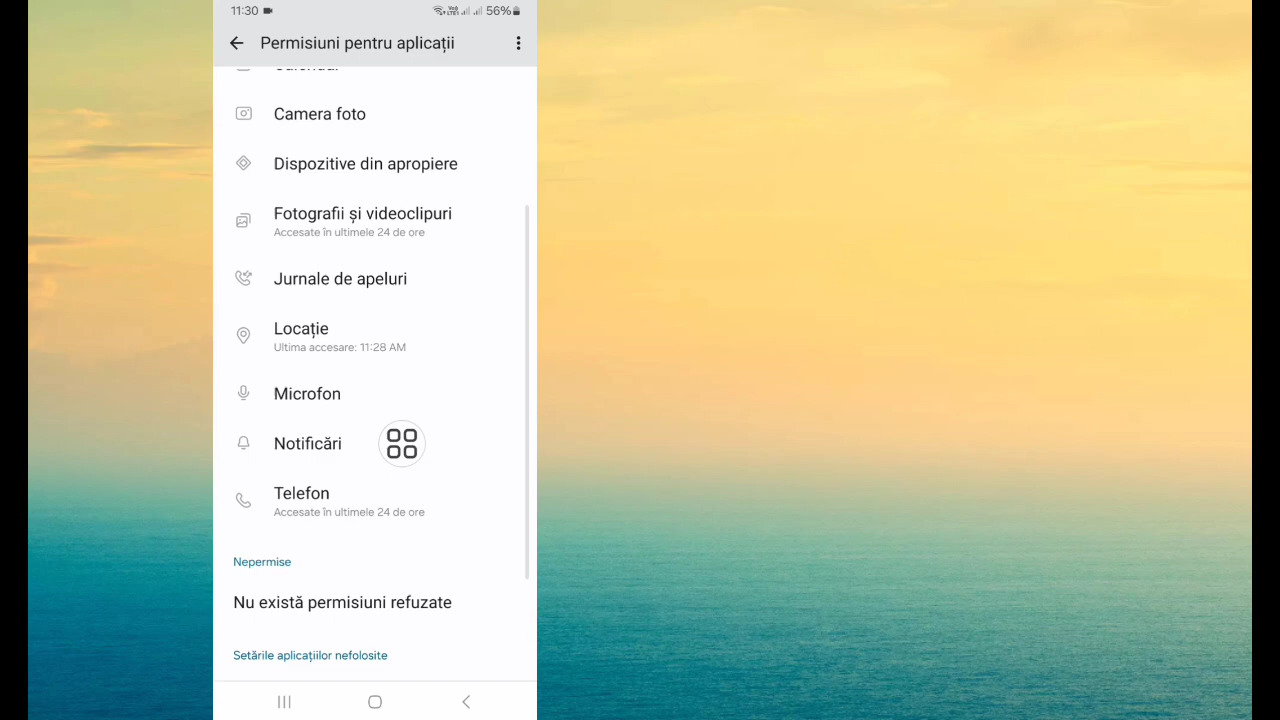 11:30
56%
Permisiuni pentru aplicații
Camera foto
Dispozitive din apropiere
Fotografii și videoclipuri
Accesate în ultimele 24 de ore
Jurnale de apeluri
Locație
Ultima accesare: 11:28 AM
Microfon
Notificări
Telefon
Accesate în ultimele 24 de ore
Nepermise
Nu există permisiuni refuzate
Setările aplicațiilor nefolosite